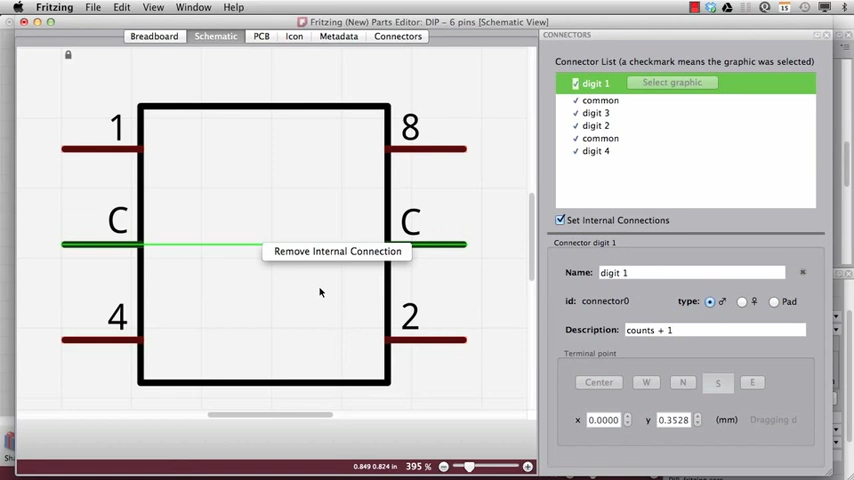 Fritzing File Edit View Window Help
15
Fritzing (New) Parts Editor: DIP - 6 pins [Schematic View]
Breadboard Schematic PCB Icon Metadata Connectors
CONNECTORS
Connector List (a checkmark means the graphic was selected)
digit 1 Select graphic
common
digit 3
digit 2
common
digit 4
Set Internal Connections
Connector digit 1
Name: digit 1
id: connector0 type: ♂ ♀ Pad
Description: counts + 1
Terminal point
Center W N S E
x 0.0000 y 0.3528 (mm) Dragging d
1 8
C C
Remove Internal Connection
4 2
0.849 0.824 in 395 %